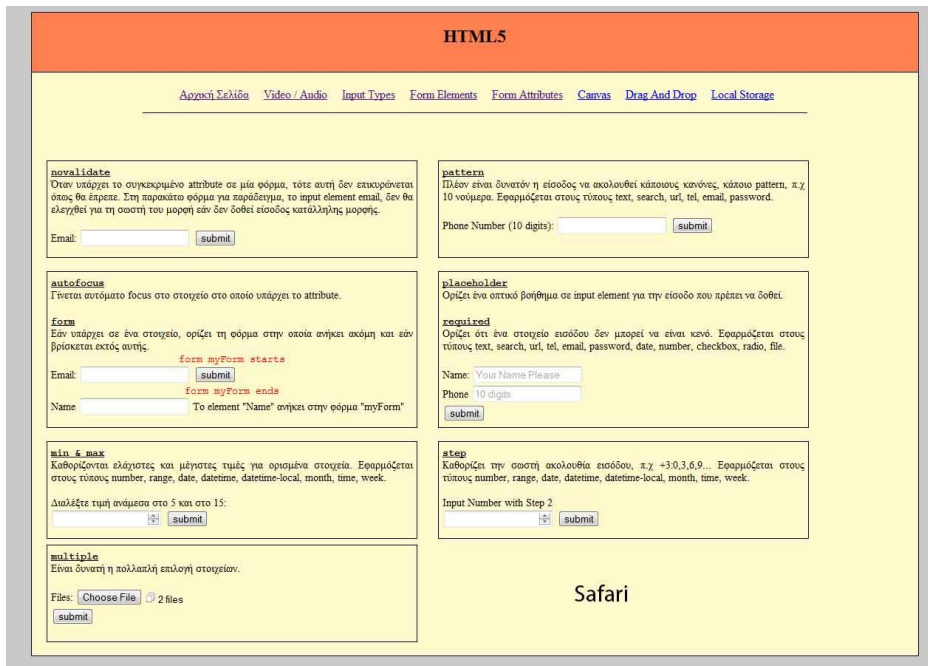 HTML5
Αρχική Σελίδα Video / Audio Input Types Form Elements Form Attributes Canvas Drag And Drop Local Storage
novalidate
Όταν υπάρχει το συγκεκριμένο attribute σε μία φόρμα, τότε αυτή δεν επικυρώνεται
όπως θα έπρεπε. Στη παρακάτω φόρμα για παράδειγμα, το input element email, δεν θα
ελεγχθεί για τη σωστή του μορφή εάν δεν δοθεί είσοδος κατάλληλης μορφής.
Email: submit
pattern
Πλέον είναι δυνατόν η είσοδος να ακολουθεί κάποιους κανόνες, κάποιο pattern, π.χ
10 νούμερα. Εφαρμόζεται στους τύπους text, search, url, tel, email, password.
Phone Number (10 digits): submit
autofocus
Γίνεται αυτόματο focus στο στοιχείο στο οποίο υπάρχει το attribute.
form
Εάν υπάρχει σε ένα στοιχείο, ορίζει τη φόρμα στην οποία ανήκει ακόμη και εάν
βρίσκεται εκτός αυτής.
form myForm starts
Email: submit
form myForm ends
Name Το element "Name" ανήκει στην φόρμα "myForm"
placeholder
Ορίζει ένα οπτικό βοήθημα σε input element για την είσοδο που πρέπει να δοθεί.
required
Ορίζει ότι ένα στοιχείο εισόδου δεν μπορεί να είναι κενό. Εφαρμόζεται στους
τύπους text, search, url, tel, email, password, date, number, checkbox, radio, file.
Name: Your Name Please
Phone 10 digits
submit
min & max
Καθορίζονται ελάχιστες και μέγιστες τιμές για ορισμένα στοιχεία. Εφαρμόζεται
στους τύπους number, range, date, datetime, datetime-local, month, time, week.
Διαλέξτε τιμή ανάμεσα στο 5 και στο 15:
submit
step
Καθορίζει την σωστή ακολουθία εισόδου, π.χ +3:0,3,6,9... Εφαρμόζεται στους
τύπους number, range, date, datetime, datetime-local, month, time, week.
Input Number with Step 2
submit
multiple
Είναι δυνατή η πολλαπλή επιλογή στοιχείων.
Files: Choose File 2 files
submit
Safari